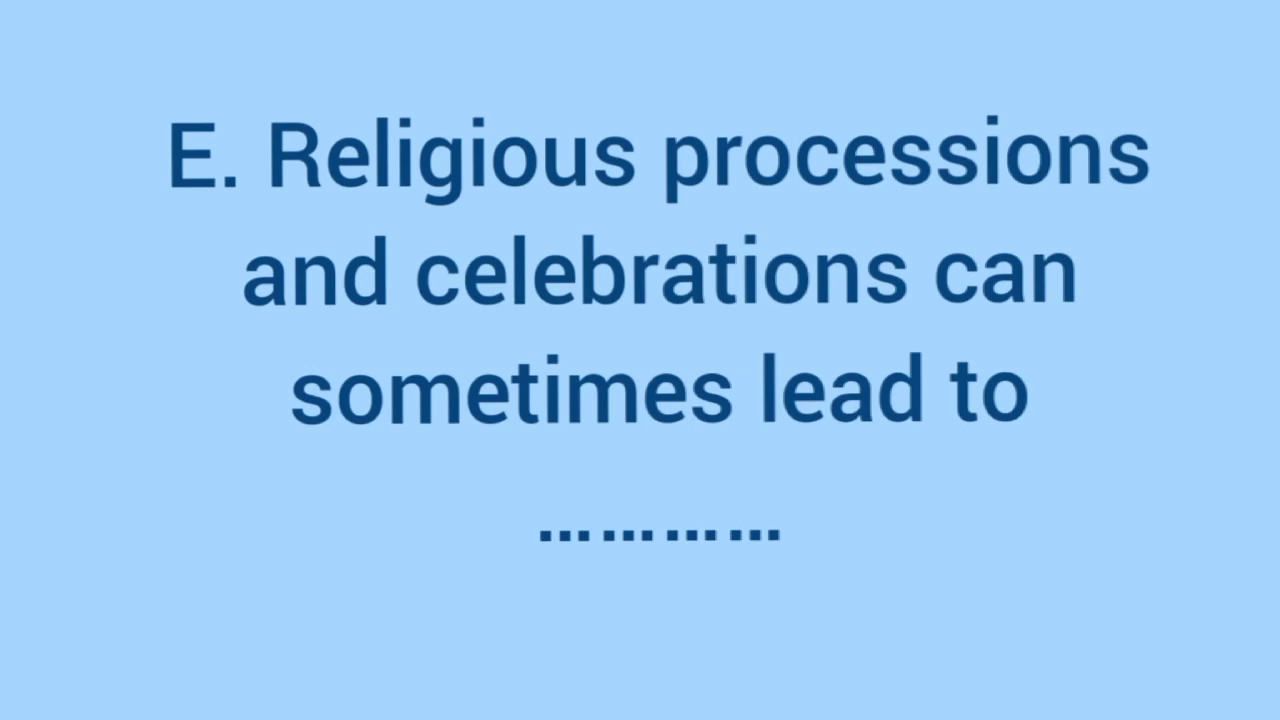 E. Religious processions
and celebrations can
sometimes lead to
…………